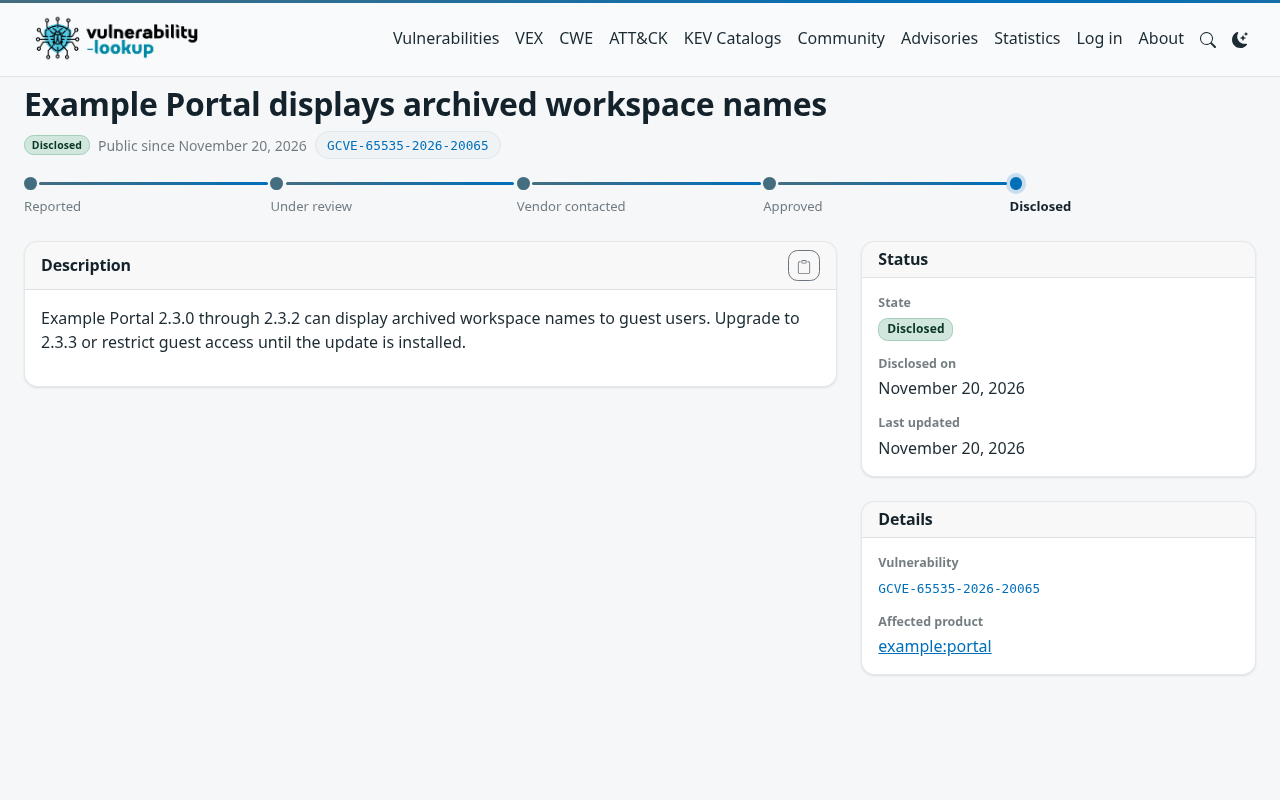 vulnerability
-lookup
Vulnerabilities VEX CWE ATT&CK KEV Catalogs Community Advisories Statistics Log in About
Example Portal displays archived workspace names
Disclosed Public since November 20, 2026 GCVE-65535-2026-20065
Reported Under review Vendor contacted Approved Disclosed
Description
Example Portal 2.3.0 through 2.3.2 can display archived workspace names to guest users. Upgrade to
2.3.3 or restrict guest access until the update is installed.
Status
State
Disclosed
Disclosed on
November 20, 2026
Last updated
November 20, 2026
Details
Vulnerability
GCVE-65535-2026-20065
Affected product
example:portal